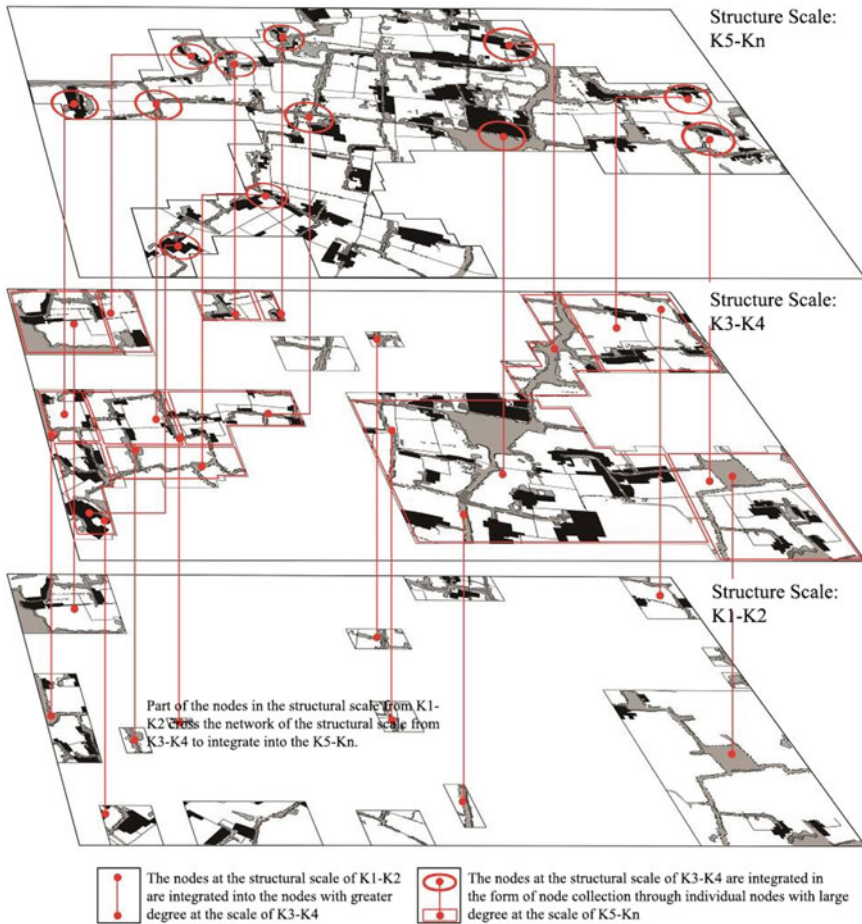 Structure Scale:
K5-Kn
Structure Scale:
K3-K4
Structure Scale:
K1-K2
Part of the nodes in the structural scale from K1-
K2 cross the network of the structural scale from
K3-K4 to integrate into the K5-Kn.
The nodes at the structural scale of K1-K2
are integrated into the nodes with greater
degree at the scale of K3-K4
The nodes at the structural scale of K3-K4 are integrated in
the form of node collection through individual nodes with large
degree at the scale of K5-Kn